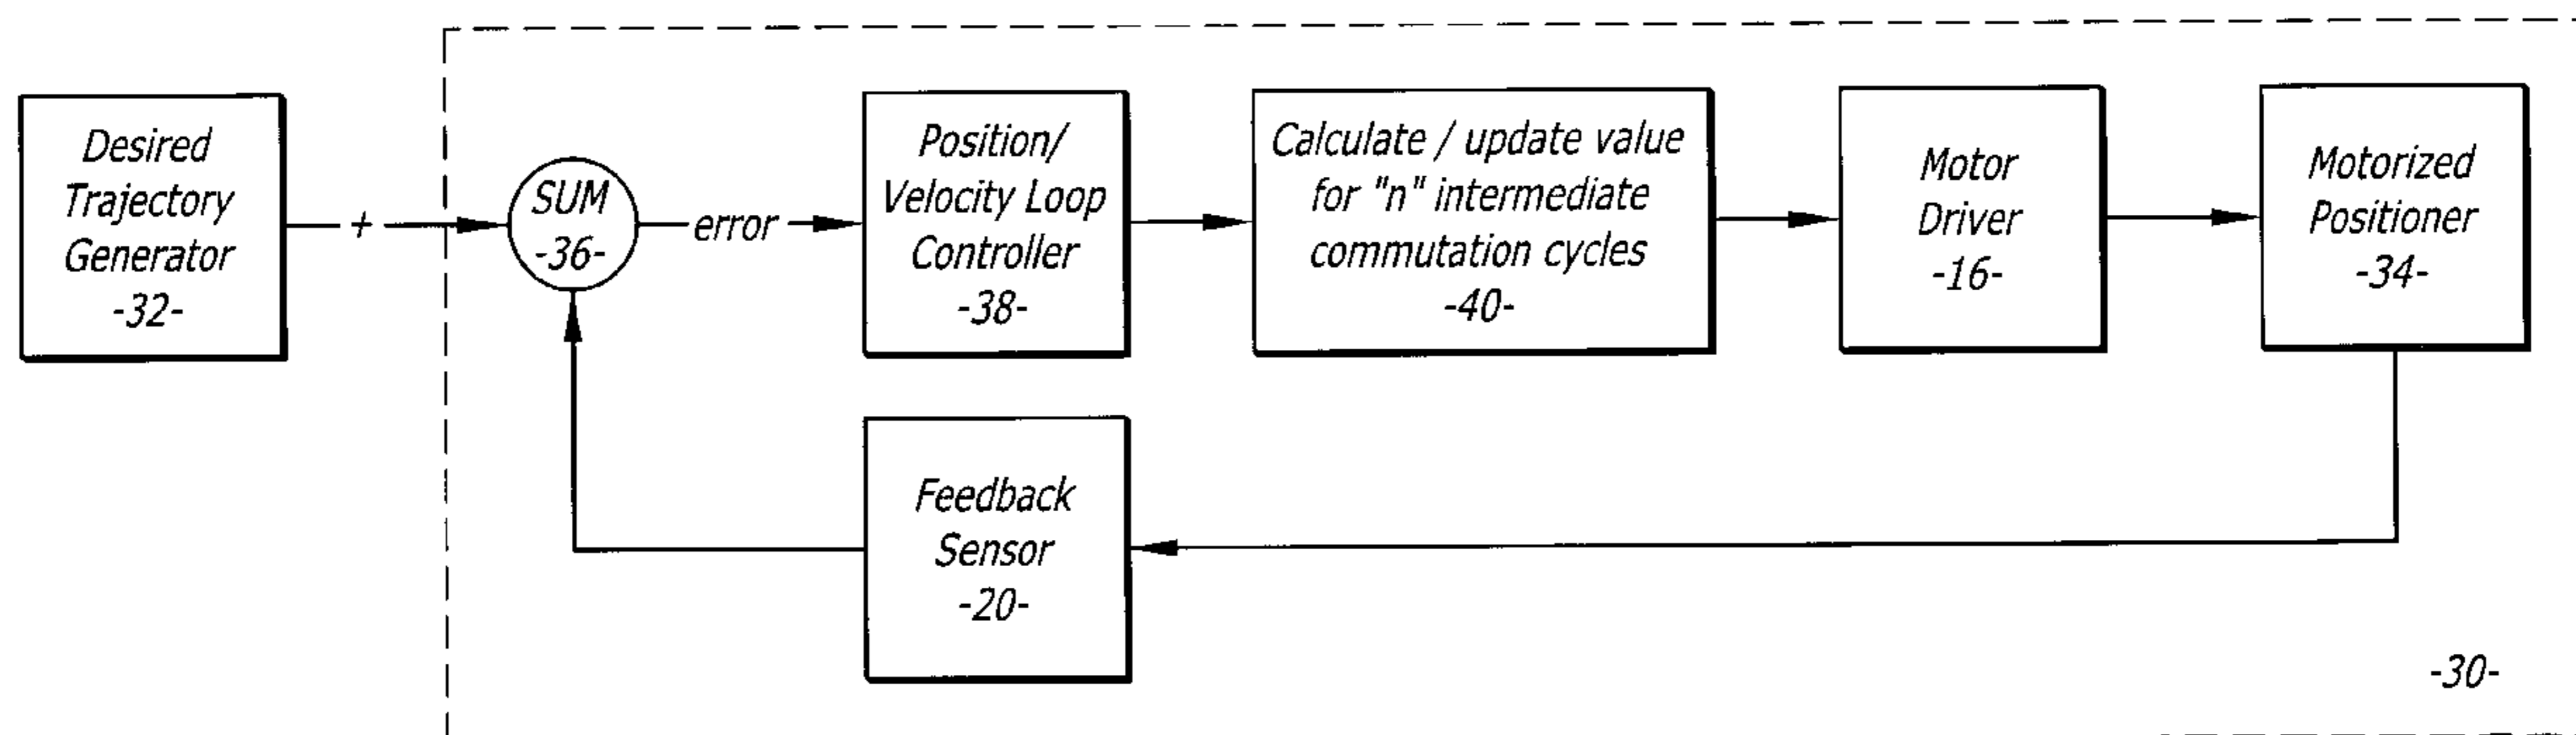 Desired
Trajectory
Generator
-32-
+
SUM
-36-
error
Position/
Velocity Loop
Controller
-38-
Calculate / update value
for "n" intermediate
commutation cycles
-40-
Motor
Driver
-16-
Motorized
Positioner
-34-
Feedback
Sensor
-20-
-30-